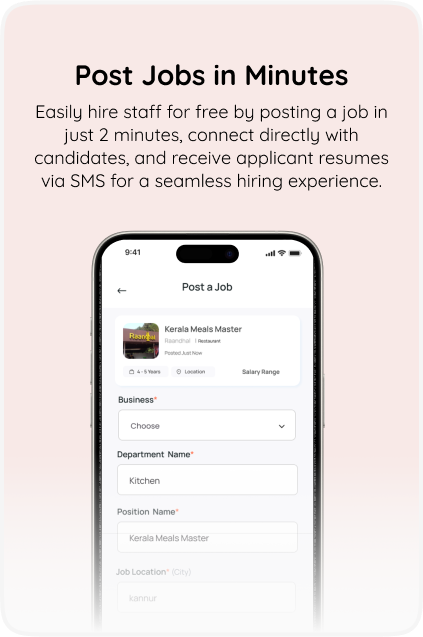 Post Jobs in Minutes
Easily hire staff for free by posting a job in
just 2 minutes, connect directly with
candidates, and receive applicant resumes
via SMS for a seamless hiring experience.
9:41
Post a Job
Kerala Meals Master
Raandhal | Restaurant
Posted Just Now
4 - 5 Years
Location
Salary Range
Business*
Choose
Department Name*
Kitchen
Position Name*
Kerala Meals Master
Job Location* (City)
kannur